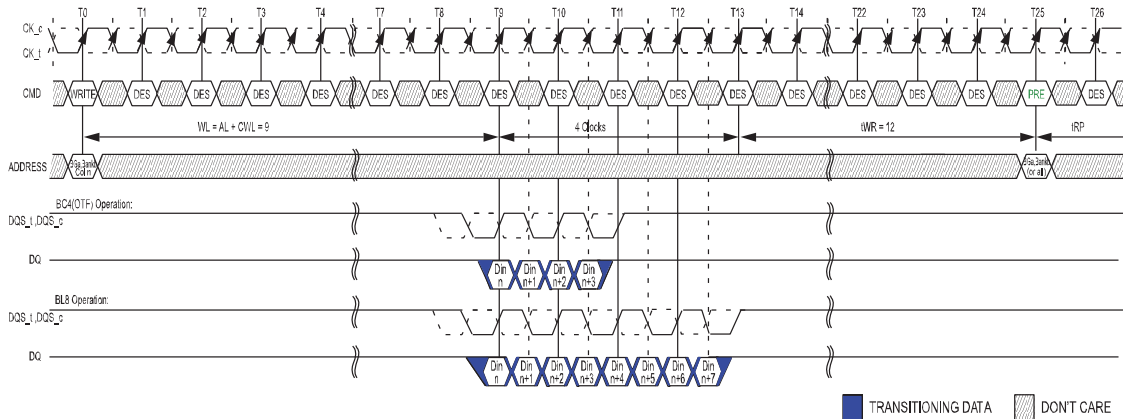 T0 T1 T2 T3 T4 T7 T8 T9 T10 T11 T12 T13 T14 T22 T23 T24 T25 T26
CK_c
CK_t
CMD WRITE DES DES DES DES DES DES DES DES DES DES DES DES DES DES DES PRE DES
WL = AL + CWL = 9 4 Clocks tWR = 12 tRP
ADDRESS
Col n
(or all)
BC4(OTF) Operation:
DQS_t ,DQS_c
DQ Din n Din n+1 Din n+2 Din n+3
BL8 Operation:
DQS_t ,DQS_c
DQ Din n Din n+1 Din n+2 Din n+3 Din n+4 Din n+5 Din n+6 Din n+7
TRANSITIONING DATA DON'T CARE